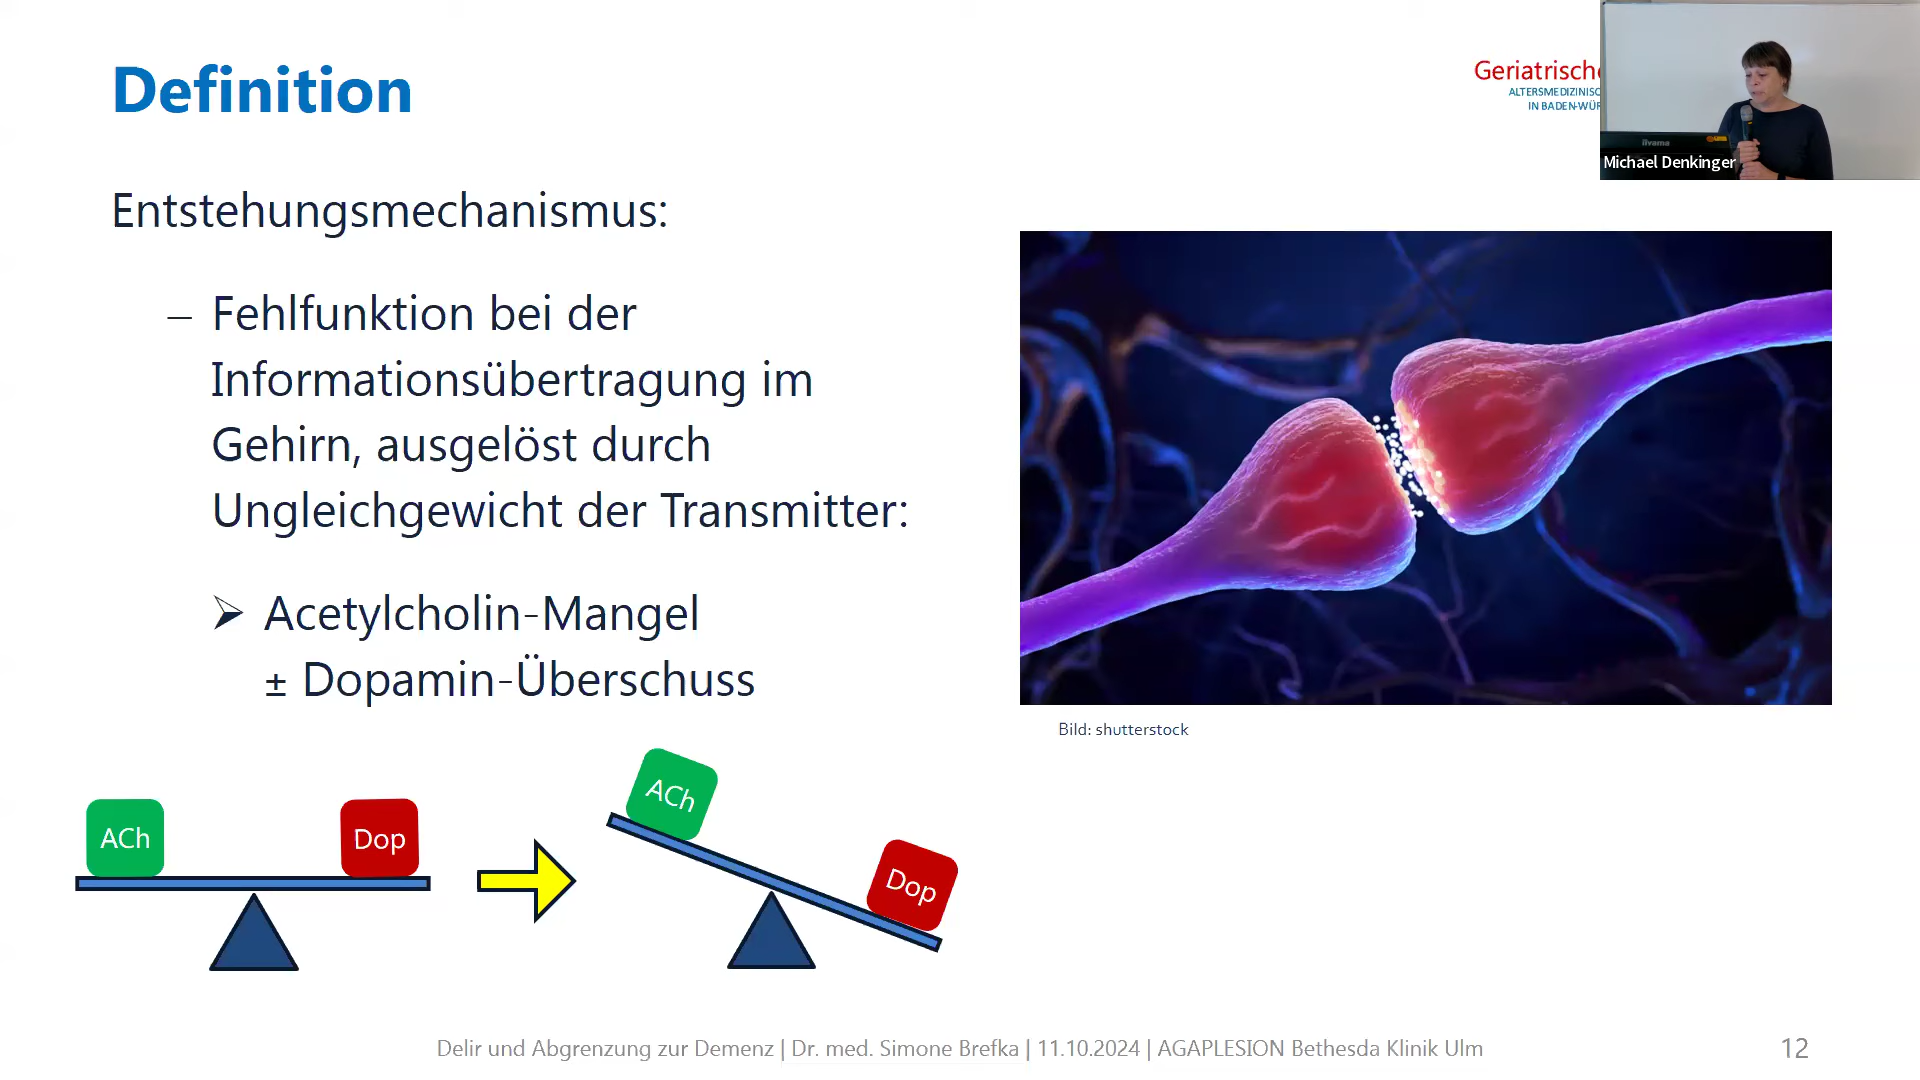 Definition
Geriatrische
ALTERSMEDIZINISC
IN BADEN-WÜR
iiyama
Michael Denkinger
Entstehungsmechanismus:
– Fehlfunktion bei der
Informationsübertragung im
Gehirn, ausgelöst durch
Ungleichgewicht der Transmitter:
➢ Acetylcholin-Mangel
± Dopamin-Überschuss
Bild: shutterstock
ACh
Dop
ACh
Dop
Delir und Abgrenzung zur Demenz | Dr. med. Simone Brefka | 11.10.2024 | AGAPLESION Bethesda Klinik Ulm
12